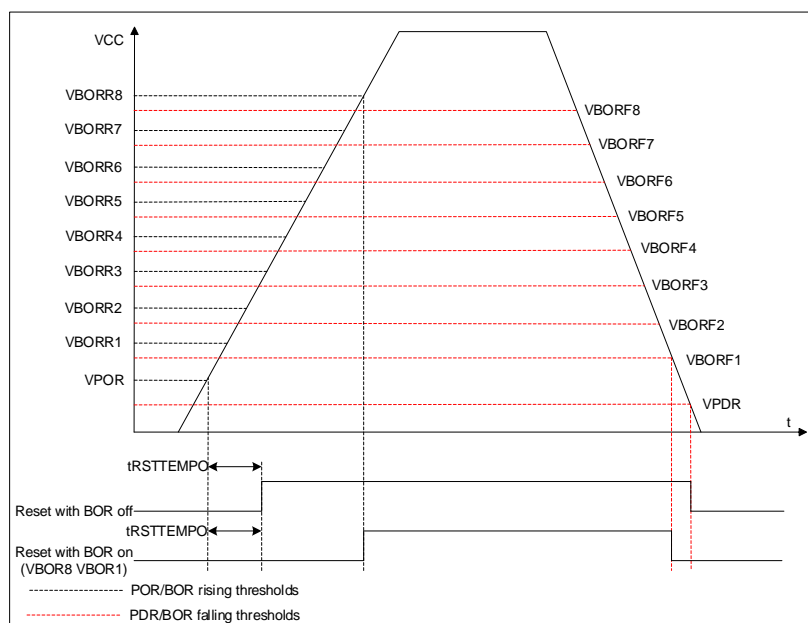 VCC
VBORR8
VBORR7
VBORR6
VBORR5
VBORR4
VBORR3
VBORR2
VBORR1
VPOR
VBORF8
VBORF7
VBORF6
VBORF5
VBORF4
VBORF3
VBORF2
VBORF1
VPDR
t
tRSTTEMPO
Reset with BOR off
tRSTTEMPO
Reset with BOR on
(VBOR8 VBOR1)
POR/BOR rising thresholds
PDR/BOR falling thresholds